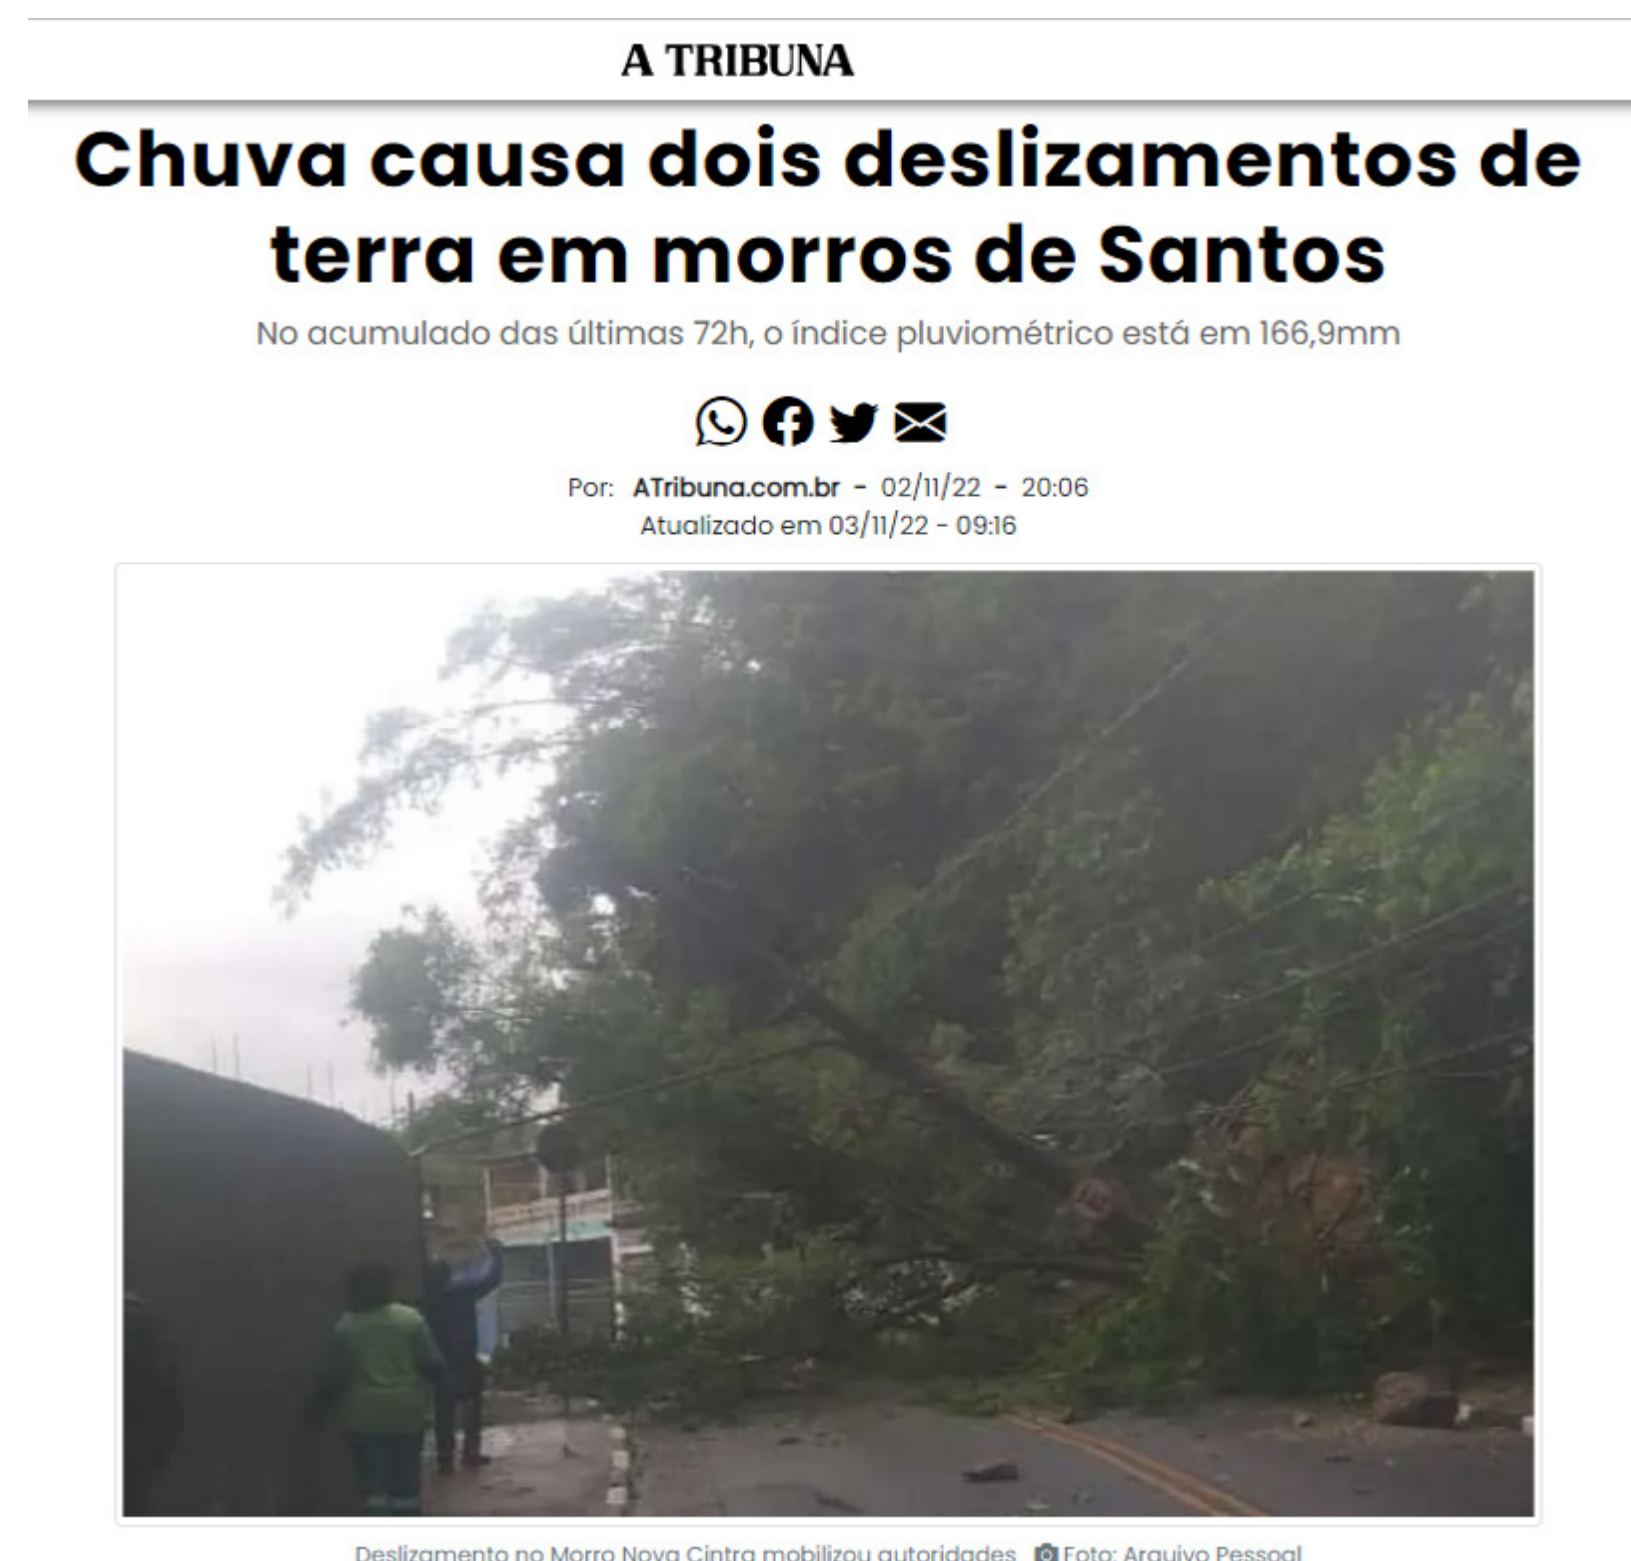 A TRIBUNA
Chuva causa dois deslizamentos de
terra em morros de Santos
No acumulado das últimas 72h, o índice pluviométrico está em 166,9mm
Por: ATribuna.com.br - 02/11/22 - 20:06
Atualizado em 03/11/22 - 09:16
Deslizamento no Morro Nova Cintra mobilizou autoridades Foto: Arquivo Pessoal